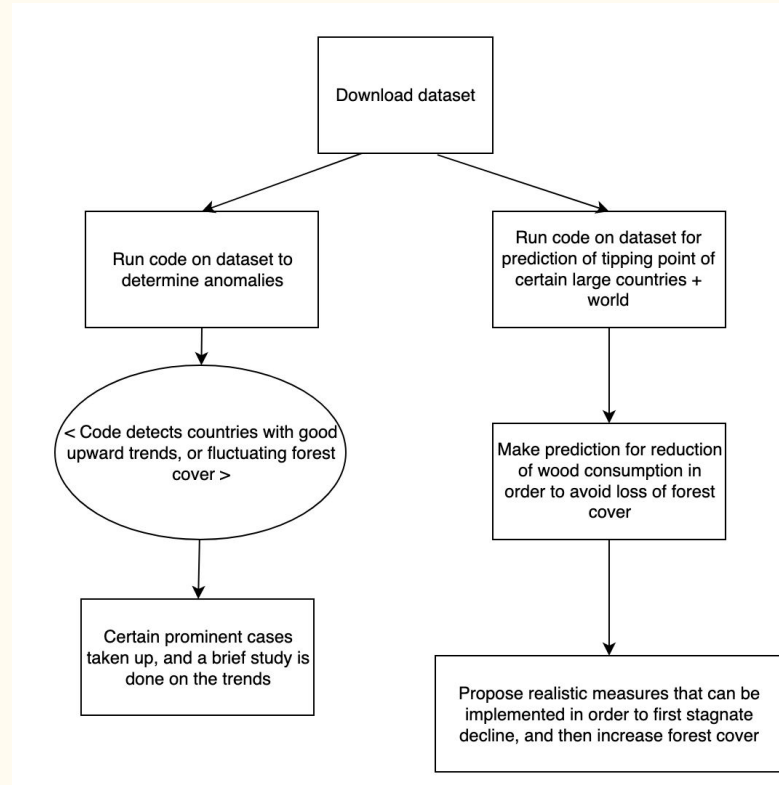 Download dataset
Run code on dataset to
determine anomalies
Run code on dataset for
prediction of tipping point of
certain large countries +
world
< Code detects countries with good
upward trends, or fluctuating forest
cover >
Make prediction for reduction
of wood consumption in
order to avoid loss of forest
cover
Certain prominent cases
taken up, and a brief study is
done on the trends
Propose realistic measures that can be
implemented in order to first stagnate
decline, and then increase forest cover